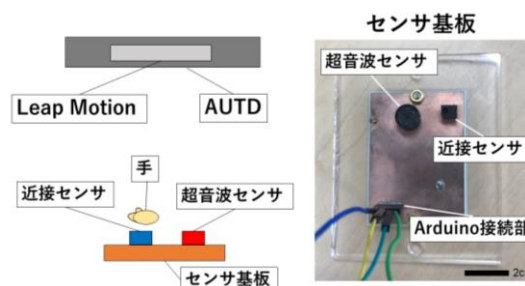 センサ基板
超音波センサ
Leap Motion
AUTD
近接センサ
手
近接センサ
超音波センサ
Arduino接続部
センサ基板